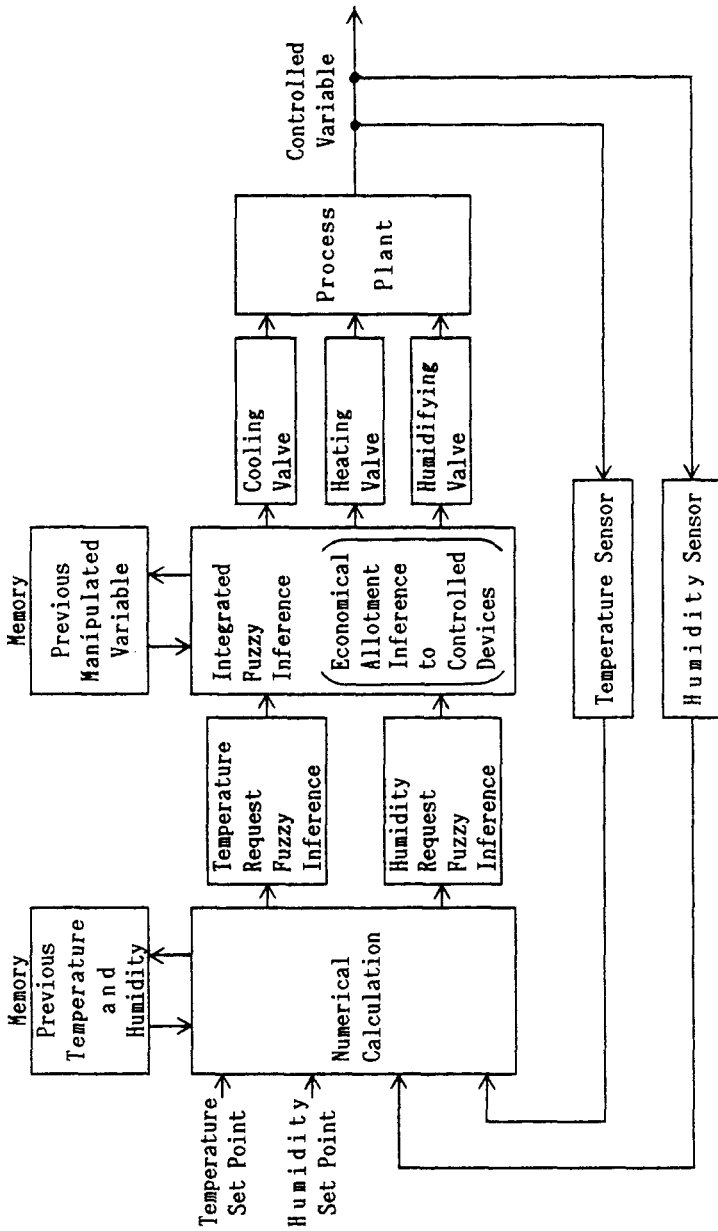 Memory
Previous
Temperature
and
Humidity
Memory
Previous
Manipulated
Variable
Temperature
Set Point
Humidity
Set Point
Numerical
Calculation
Temperature
Request
Fuzzy
Inference
Humidity
Request
Fuzzy
Inference
Integrated
Fuzzy
Inference
(Economical
Allotment
Inference
to
Controlled
Devices)
Cooling
Valve
Heating
Valve
Humidifying
Valve
Process
Plant
Controlled
Variable
Temperature Sensor
Humidity Sensor